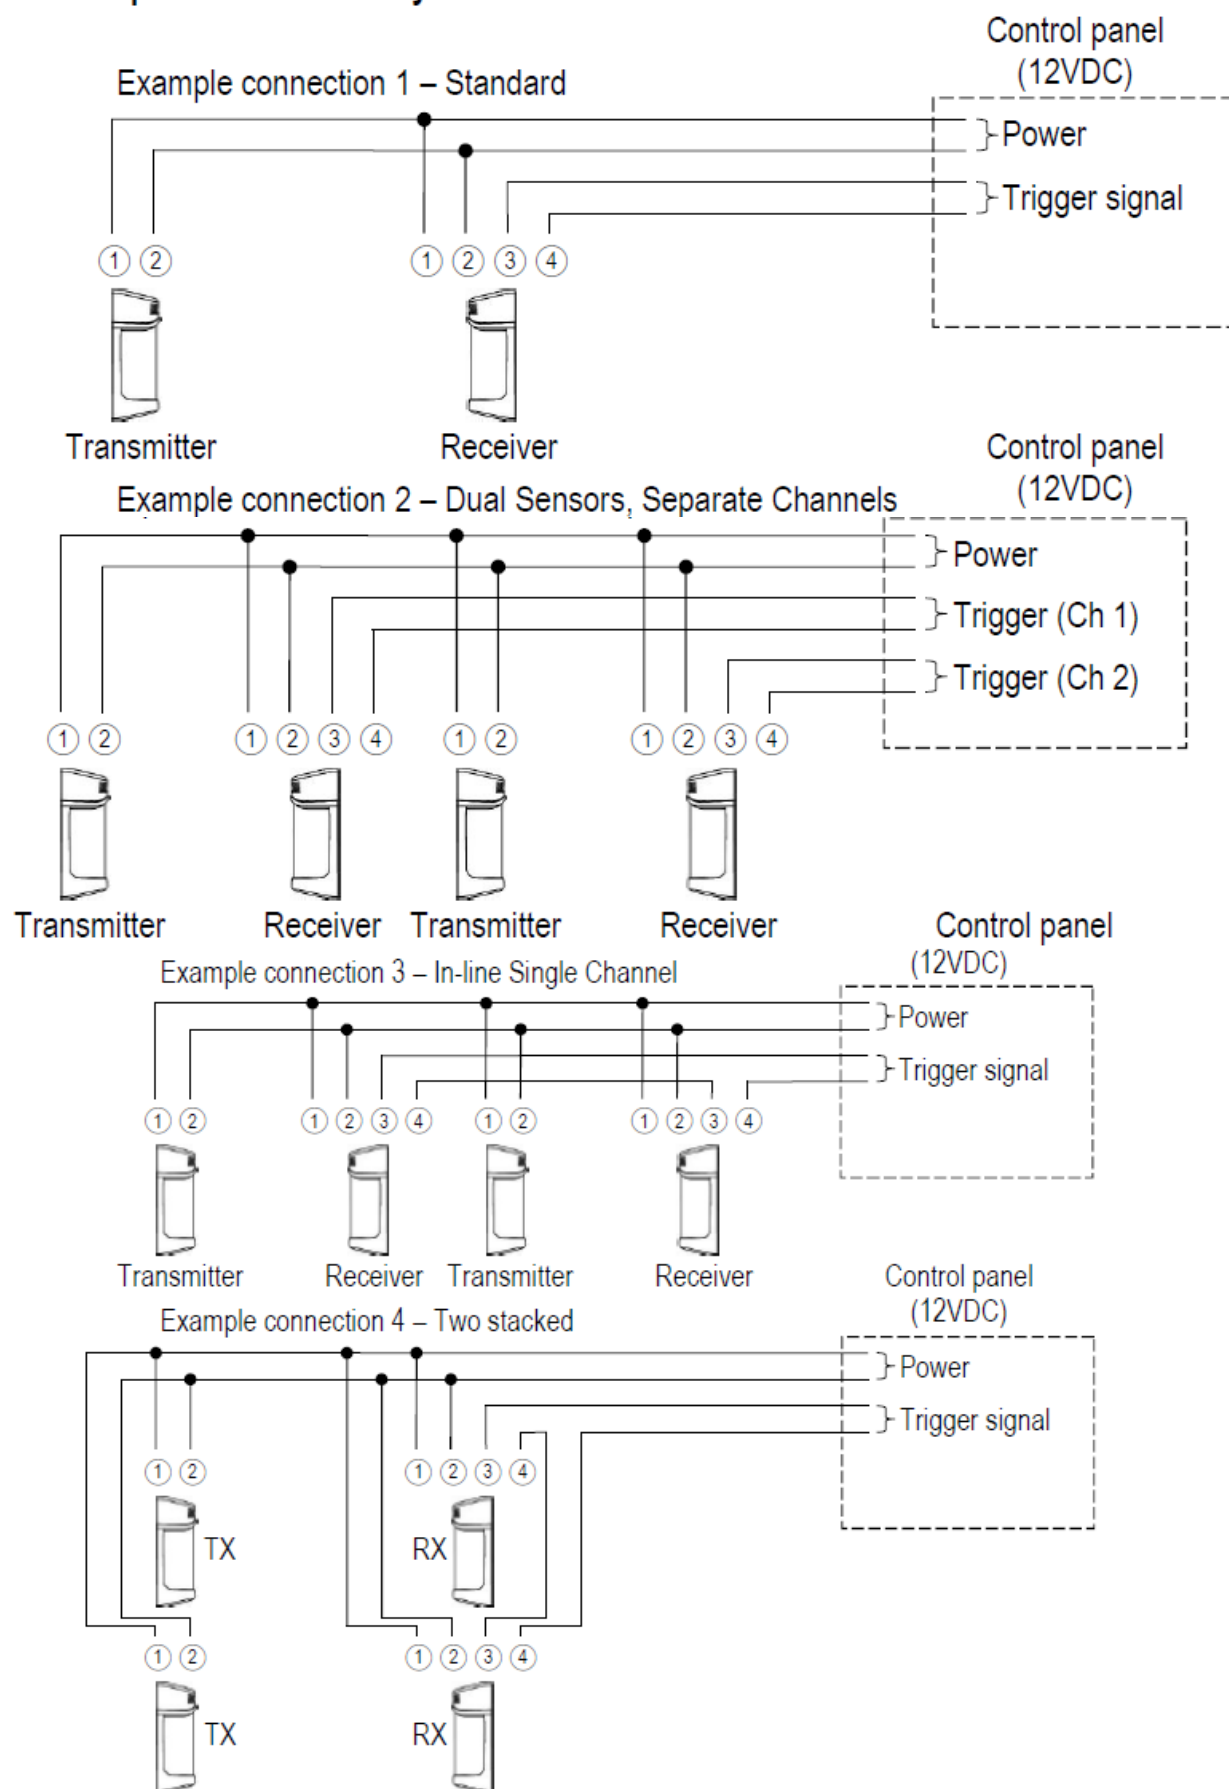 Control panel
(12VDC)
Example connection 1 – Standard
Power
Trigger signal
1 2 1 2 3 4
Transmitter Receiver
Control panel
(12VDC)
Example connection 2 – Dual Sensors, Separate Channels
Power
Trigger (Ch 1)
Trigger (Ch 2)
1 2 1 2 3 4 1 2 1 2 3 4
Transmitter Receiver Transmitter Receiver
Control panel
(12VDC)
Example connection 3 – In-line Single Channel
Power
Trigger signal
1 2 1 2 3 4 1 2 1 2 3 4
Transmitter Receiver Transmitter Receiver
Control panel
(12VDC)
Example connection 4 – Two stacked
Power
Trigger signal
1 2 1 2 3 4
TX RX
1 2 1 2 3 4
TX RX